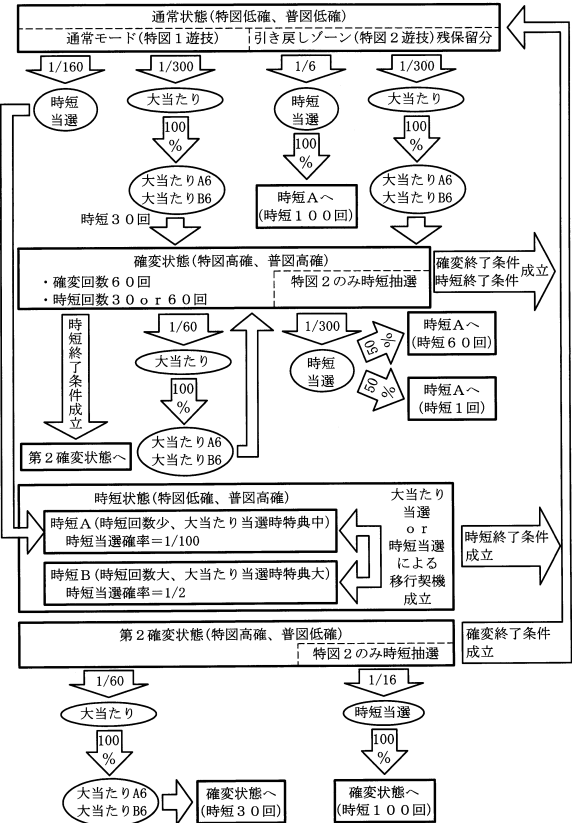 通常状態(特図低確、普図低確)
通常モード(特図1遊技)
引き戻しゾーン(特図2遊技)残保留分
1/160
1/300
1/6
1/300
時短
当選
大当たり
時短
当選
大当たり
100
%
100
%
100
%
大当たりA6
大当たりB6
時短Aへ
(時短100回)
大当たりA6
大当たりB6
時短30回
確変状態(特図高確、普図高確)
・確変回数60回
・時短回数30or60回
特図2のみ時短抽選
確変終了条件
時短終了条件
成立
時短終了条件成立
1/60
1/300
大当たり
時短
当選
50
%
時短Aへ
(時短60回)
50
%
時短Aへ
(時短1回)
100
%
第2確変状態へ
大当たりA6
大当たりB6
時短状態(特図低確、普図高確)
時短A(時短回数少、大当たり当選時特典中)
時短当選確率=1/100
時短B(時短回数大、大当たり当選時特典大)
時短当選確率=1/2
大当たり
当選
or
時短当選
による
移行契機
成立
時短終了条件
成立
第2確変状態(特図高確、普図低確)
特図2のみ時短抽選
確変終了条件
成立
1/60
1/16
大当たり
時短当選
100
%
100
%
大当たりA6
大当たりB6
確変状態へ
(時短30回)
確変状態へ
(時短100回)